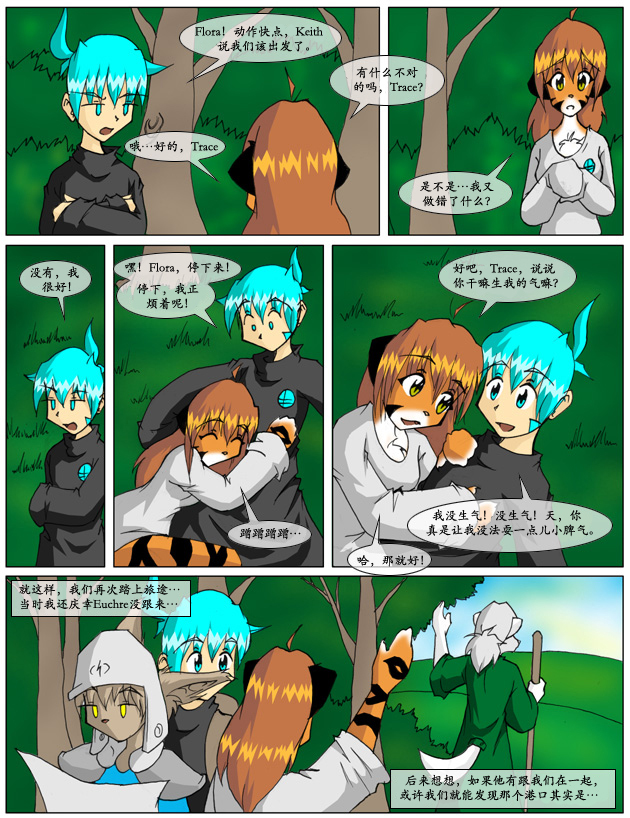 Flora！动作快点，Keith
说我们该出发了。
哦…好的，Trace
有什么不对
的吗，Trace？
是不是…我又
做错了什么？
没有，我
很好！
嘿！Flora，停下来！
停下，我正
烦着呢！
蹭蹭蹭蹭…
好吧，Trace，说说
你干嘛生我的气嘛？
我没生气！没生气！天，你
真是让我没法耍一点儿小脾气。
哈，那就好！
就这样，我们再次踏上旅途…
当时我还庆幸Euchre没跟来…
后来想想，如果他有跟我们在一起，
或许我们就能发现那个港口其实是…